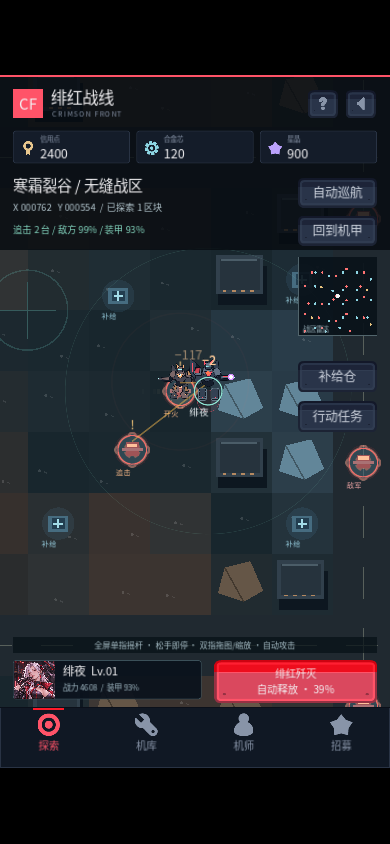 CF
绯红战线
CRIMSON FRONT
?
信用点
2400
合金芯
120
星晶
900
寒霜裂谷 / 无缝战区
X 000762 Y 000554 / 已探索 1 区块
追击 2 台 / 敌方 99% / 装甲 93%
自动巡航
回到机甲
补给
补给
-117
-2
开火
绯夜
!
追击
补给仓
行动任务
敌军
补给
补给
全屏单指摇杆 · 松手即停 · 双指拖图/缩放 · 自动攻击
绯夜 Lv.01
战力 4608 / 装甲 93%
绯红歼灭
自动释放 · 39%
探索
机库
机师
招募